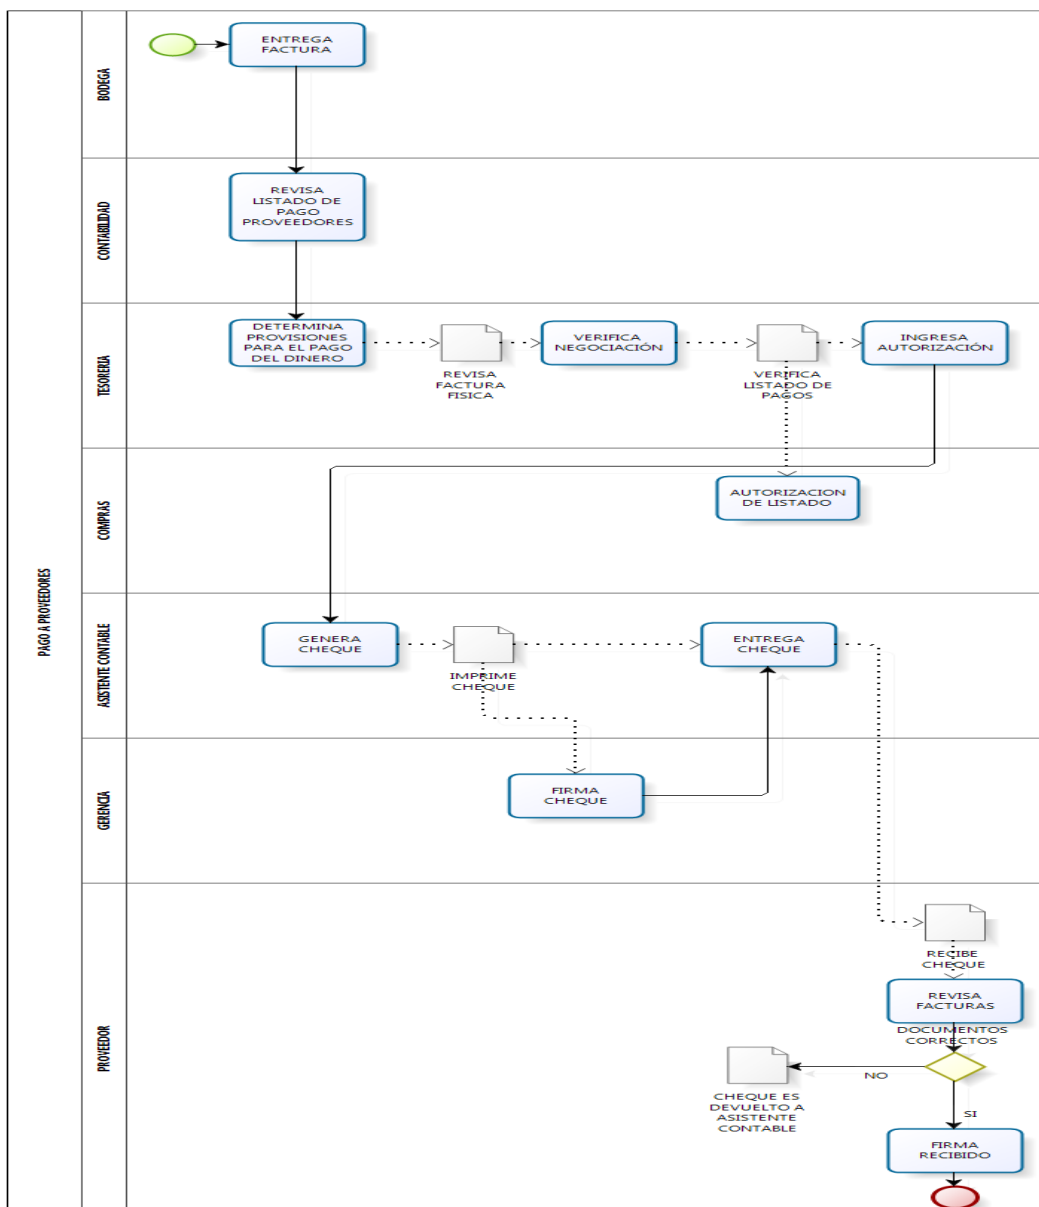 PAGO A PROVEEDORES
BODEGA
ENTREGA
FACTURA
CONTABILIDAD
REVISA
LISTADO DE
PAGO
PROVEEDORES
TESORERIA
DETERMINA
PROVISIONES
PARA EL PAGO
DEL DINERO
REVISA
FACTURA
FISICA
VERIFICA
NEGOCIACIÓN
VERIFICA
LISTADO DE
PAGOS
INGRESA
AUTORIZACIÓN
COMPRAS
AUTORIZACION
DE LISTADO
ASISTENTE CONTABLE
GENERA
CHEQUE
IMPRIME
CHEQUE
ENTREGA
CHEQUE
GERENCIA
FIRMA
CHEQUE
PROVEEDOR
RECIBE
CHEQUE
REVISA
FACTURAS
DOCUMENTOS
CORRECTOS
NO
CHEQUE ES
DEVUELTO A
ASISTENTE
CONTABLE
SI
FIRMA
RECIBIDO